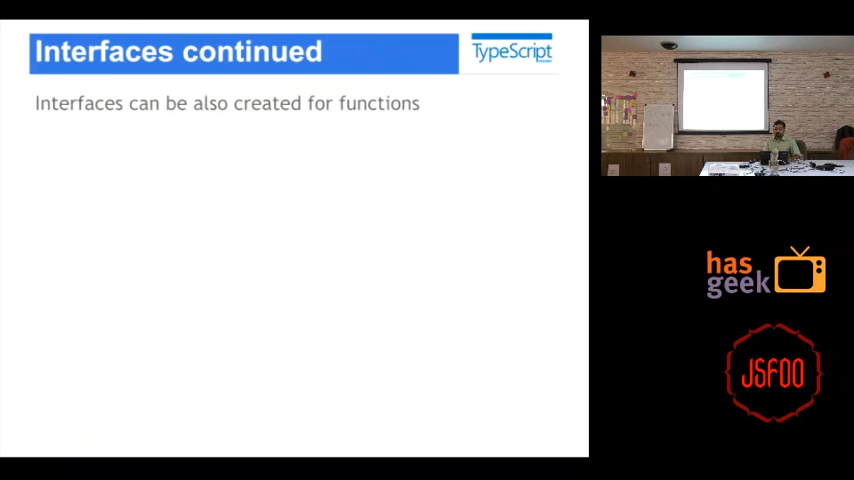 Interfaces continued
TypeScript
Interfaces can be also created for functions
has
geek
JSFOO